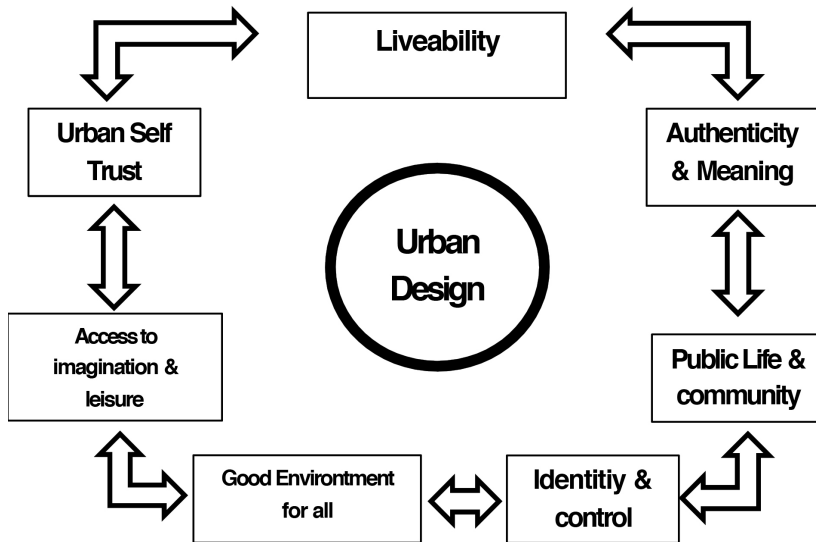 Liveability
Urban Self
Trust
Authenticity
& Meaning
Urban
Design
Access to
imagination &
leisure
Public Life &
community
Good Environtment
for all
Identitiy &
control